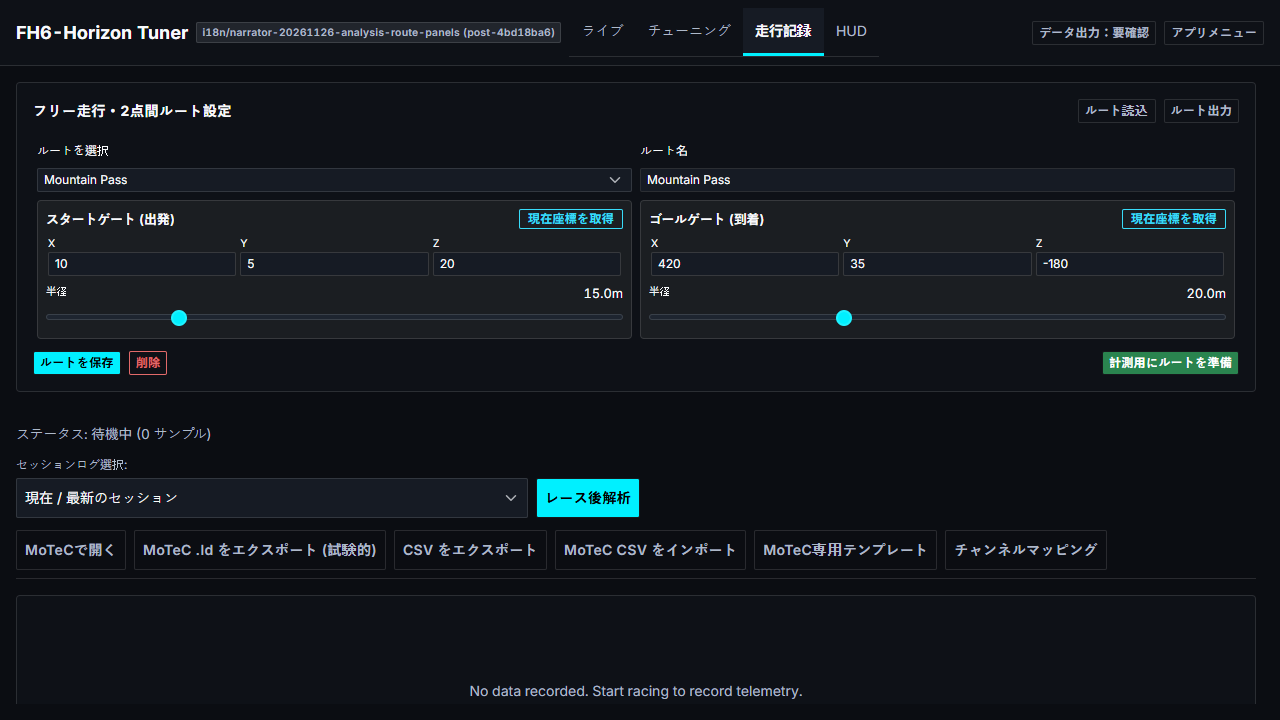 FH6-Horizon Tuner
i18n/narrator-20261126-analysis-route-panels (post-4bd18ba6)
ライブ
チューニング
走行記録
HUD
データ出力：要確認
アプリメニュー
フリー走行・2点間ルート設定
ルート読込
ルート出力
ルートを選択
ルート名
Mountain Pass
Mountain Pass
スタートゲート (出発)
現在座標を取得
X
Y
Z
10
5
20
半径
15.0m
ゴールゲート (到着)
現在座標を取得
X
Y
Z
420
35
-180
半径
20.0m
ルートを保存
削除
計測用にルートを準備
ステータス: 待機中 (0 サンプル)
セッションログ選択:
現在 / 最新のセッション
レース後解析
MoTeCで開く
MoTeC .ld をエクスポート (試験的)
CSV をエクスポート
MoTeC CSV をインポート
MoTeC専用テンプレート
チャンネルマッピング
No data recorded. Start racing to record telemetry.